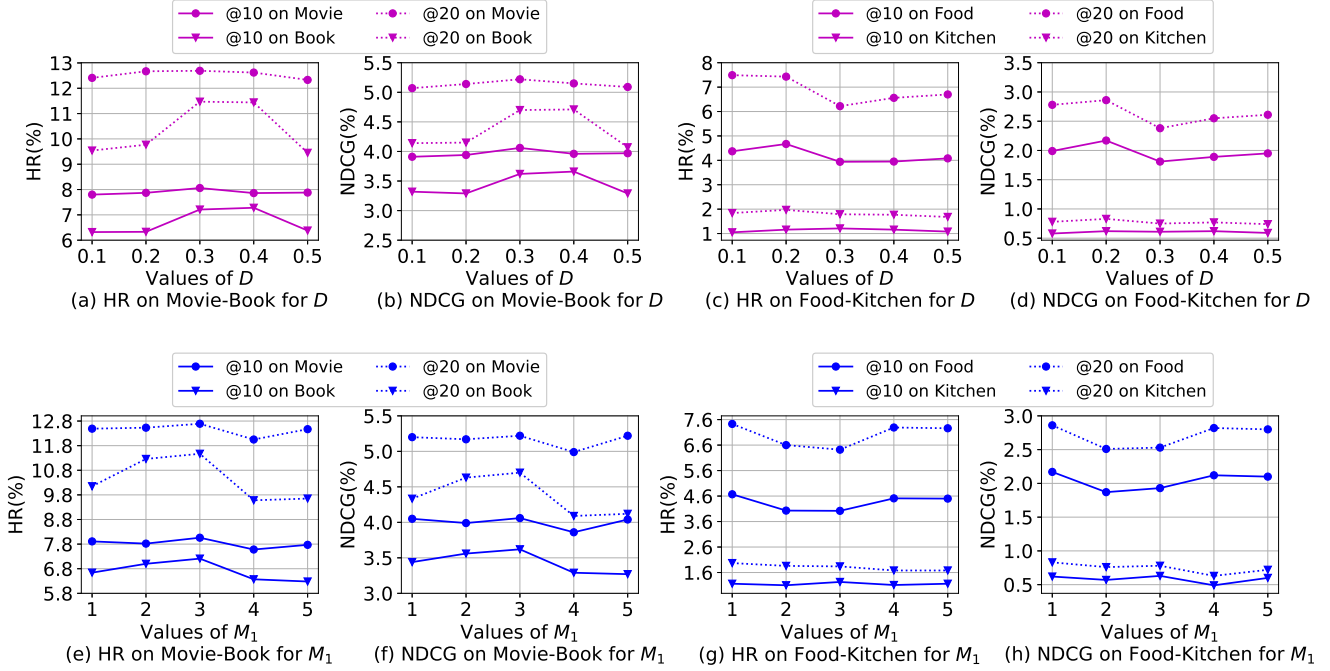 @10 on Movie @20 on Movie
@10 on Book @20 on Book
@10 on Food @20 on Food
@10 on Kitchen @20 on Kitchen
HR(%)
13
12
11
10
9
8
7
6
0.1 0.2 0.3 0.4 0.5
Values of D
(a) HR on Movie-Book for D
NDCG(%)
5.5
5.0
4.5
4.0
3.5
3.0
2.5
0.1 0.2 0.3 0.4 0.5
Values of D
(b) NDCG on Movie-Book for D
HR(%)
8
7
6
5
4
3
2
1
0.1 0.2 0.3 0.4 0.5
Values of D
(c) HR on Food-Kitchen for D
NDCG(%)
3.5
3.0
2.5
2.0
1.5
1.0
0.5
0.1 0.2 0.3 0.4 0.5
Values of D
(d) NDCG on Food-Kitchen for D
@10 on Movie @20 on Movie
@10 on Book @20 on Book
@10 on Food @20 on Food
@10 on Kitchen @20 on Kitchen
HR(%)
12.8
11.8
10.8
9.8
8.8
7.8
6.8
5.8
1 2 3 4 5
Values of M₁
(e) HR on Movie-Book for M₁
NDCG(%)
5.5
5.0
4.5
4.0
3.5
3.0
1 2 3 4 5
Values of M₁
(f) NDCG on Movie-Book for M₁
HR(%)
7.6
6.6
5.6
4.6
3.6
2.6
1.6
1 2 3 4 5
Values of M₁
(g) HR on Food-Kitchen for M₁
NDCG(%)
3.0
2.5
2.0
1.5
1.0
0.5
1 2 3 4 5
Values of M₁
(h) NDCG on Food-Kitchen for M₁